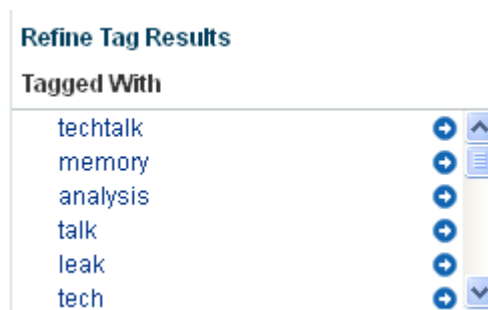 Refine Tag Results
Tagged With
techtalk
memory
analysis
talk
leak
tech